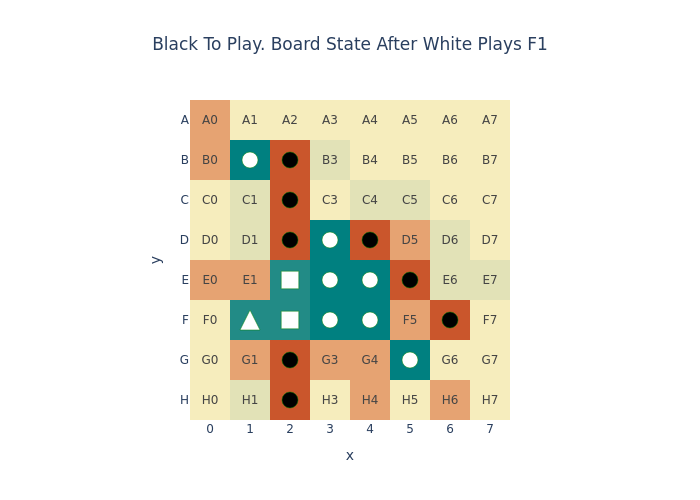 Black To Play. Board State After White Plays F1
A A0 A1 A2 A3 A4 A5 A6 A7
B B0 B3 B4 B5 B6 B7
C C0 C1 C3 C4 C5 C6 C7
D D0 D1 D5 D6 D7
E E0 E1 E6 E7
F F0 F5 F7
G G0 G1 G3 G4 G6 G7
H H0 H1 H3 H4 H5 H6 H7
0 1 2 3 4 5 6 7
x
y